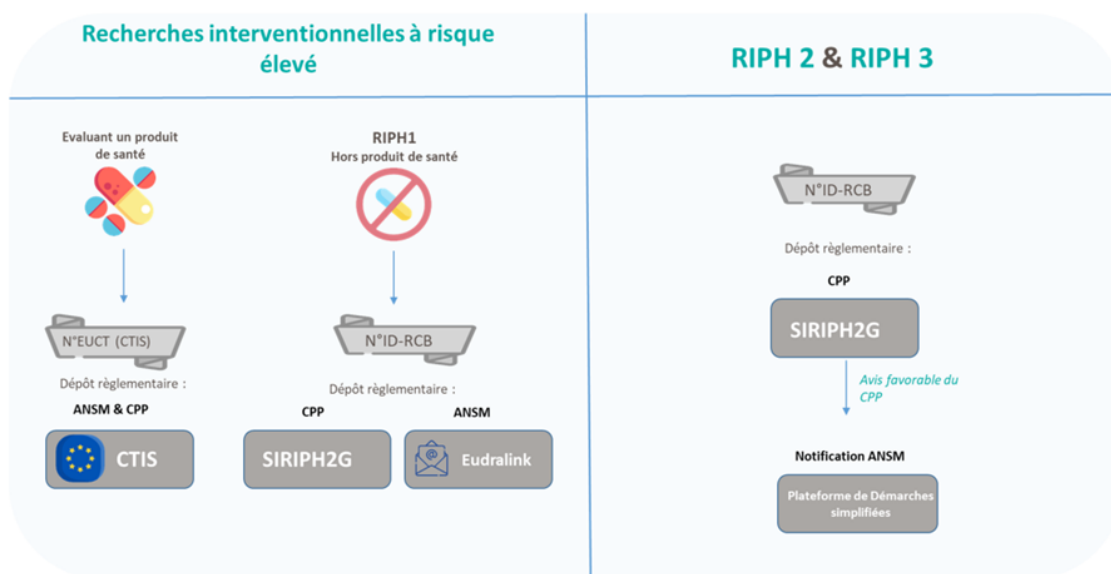 Recherches interventionnelles à risque
élevé
RIPH 2 & RIPH 3
Evaluant un produit
de santé
N°EUCT (CTIS)
Dépôt règlementaire :
ANSM & CPP
CTIS
RIPH1
Hors produit de santé
N°ID-RCB
Dépôt règlementaire :
CPP
SIRIPH2G
ANSM
Eudralink
N°ID-RCB
Dépôt règlementaire :
CPP
SIRIPH2G
Avis favorable du
CPP
Notification ANSM
Plateforme de Démarches
simplifiées